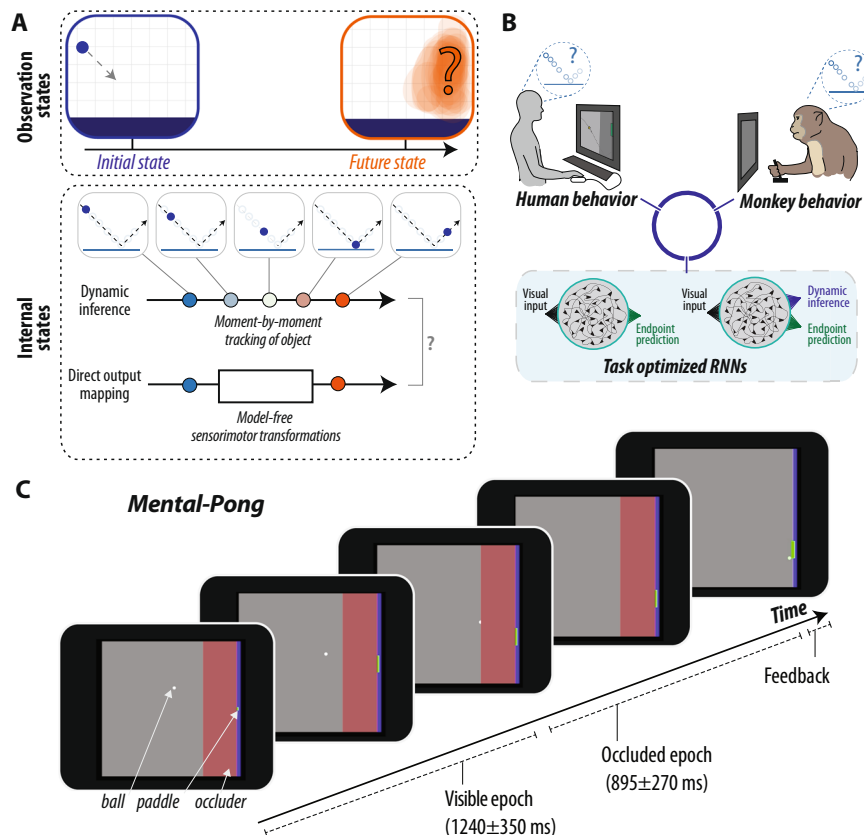 A
Observation
states
?
Initial state
Future state
Internal states
Dynamic
inference
Moment-by-moment
tracking of object
?
Direct output
mapping
Model-free
sensorimotor transformations
B
?
?
Human behavior
Monkey behavior
Visual
input
Endpoint
prediction
Visual
input
Dynamic
inference
Endpoint
prediction
Task optimized RNNs
C
Mental-Pong
ball
paddle
occluder
Time
Feedback
Occluded epoch
(895±270 ms)
Visible epoch
(1240±350 ms)